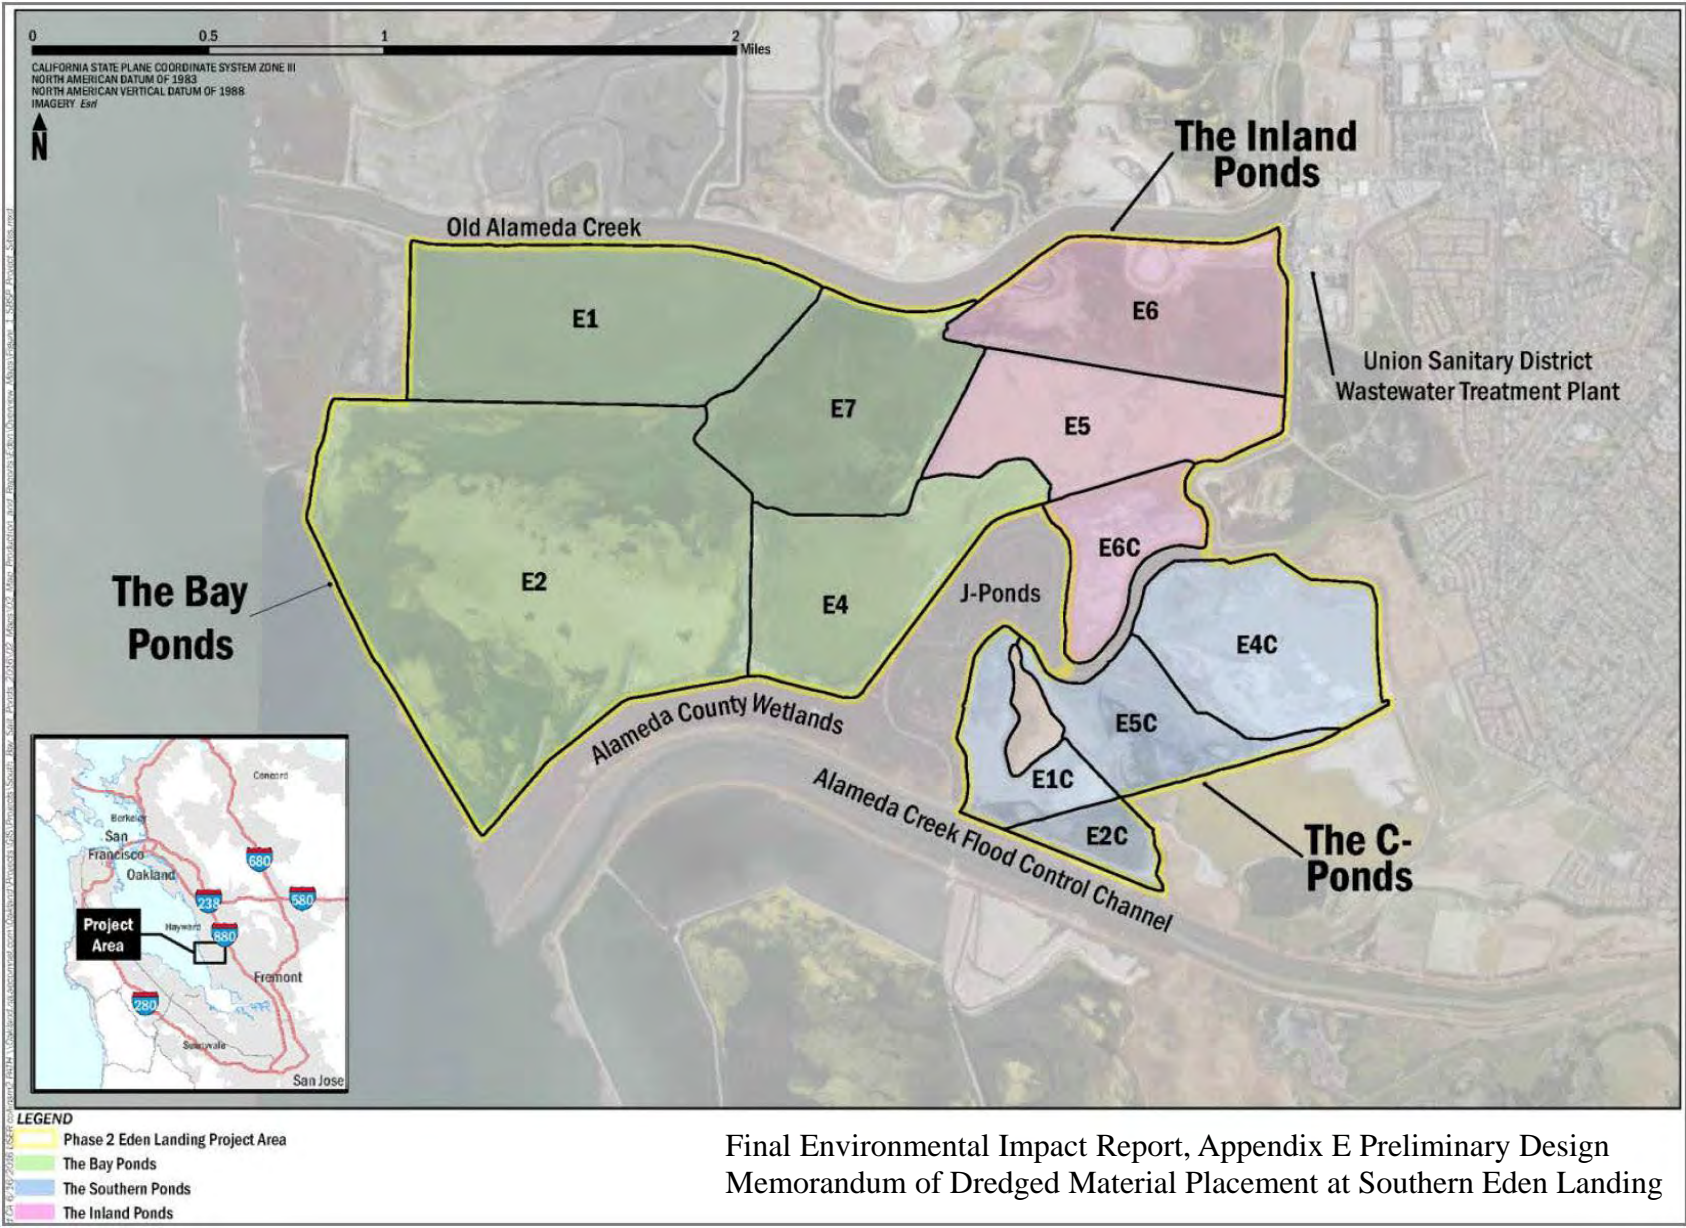 0 0.5 1 2
Miles
CALIFORNIA STATE PLANE COORDINATE SYSTEM ZONE III
NORTH AMERICAN DATUM OF 1983
NORTH AMERICAN VERTICAL DATUM OF 1988
IMAGERY Esri
N
The Inland
Ponds
Old Alameda Creek
E1
E6
Union Sanitary District
Wastewater Treatment Plant
E7
E5
E6C
The Bay
Ponds
E2
E4
J-Ponds
E4C
E5C
Alameda County Wetlands
E1C
Alameda Creek Flood Control Channel
E2C
The C-
Ponds
Concord
Berkeley
San
Francisco
Oakland
680
580
238
Hayward
880
Project
Area
Fremont
280
Sunnyvale
San Jose
LEGEND
Phase 2 Eden Landing Project Area
The Bay Ponds
The Southern Ponds
The Inland Ponds
Final Environmental Impact Report, Appendix E Preliminary Design
Memorandum of Dredged Material Placement at Southern Eden Landing